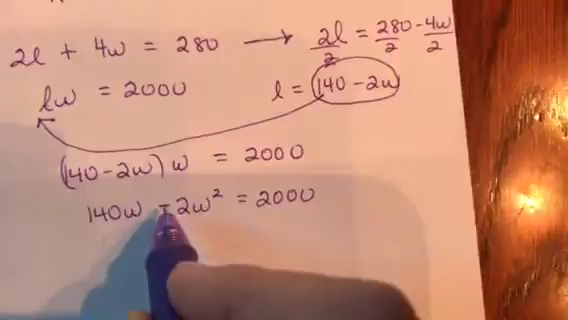 2l + 4w = 280 → 2l/2 = 280/2 - 4w/2
lw = 2000 l = 140 - 2w
(140-2w) w = 2000
140w - 2w² = 2000